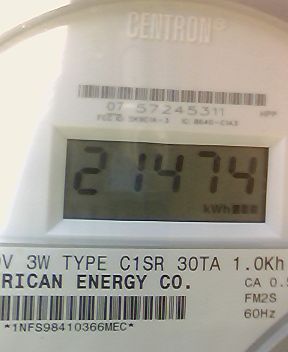 CENTRON®
07 57245311
21474
kWh
V 3W TYPE C1SR 30TA 1.0Kh
RICAN ENERGY CO. CA 0.5
FM2S
*1NFS98410366MEC* 60Hz